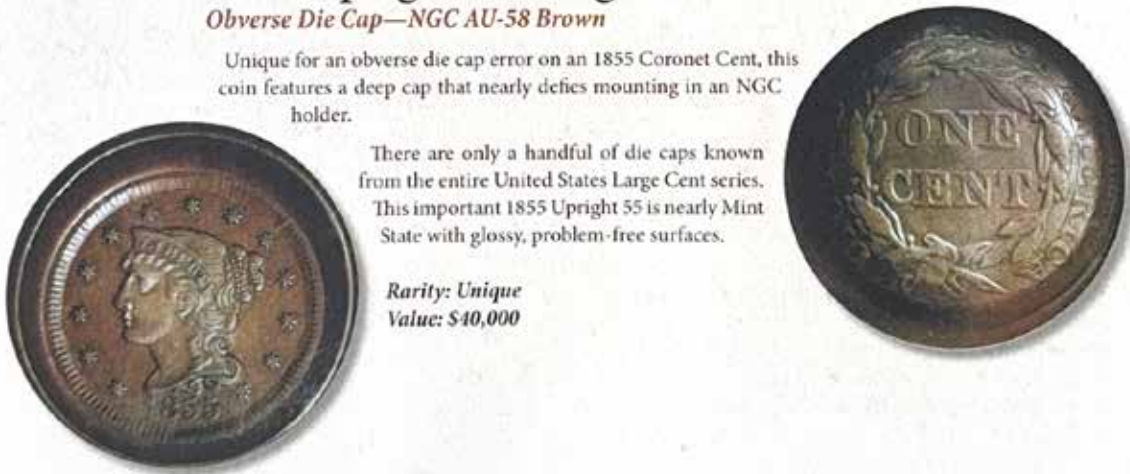 Obverse Die Cap—NGC AU-58 Brown
Unique for an obverse die cap error on an 1855 Coronet Cent, this
coin features a deep cap that nearly defies mounting in an NGC
holder.
There are only a handful of die caps known
from the entire United States Large Cent series.
This important 1855 Upright 55 is nearly Mint
State with glossy, problem-free surfaces.
Rarity: Unique
Value: $40,000
1855
ONE
CENT